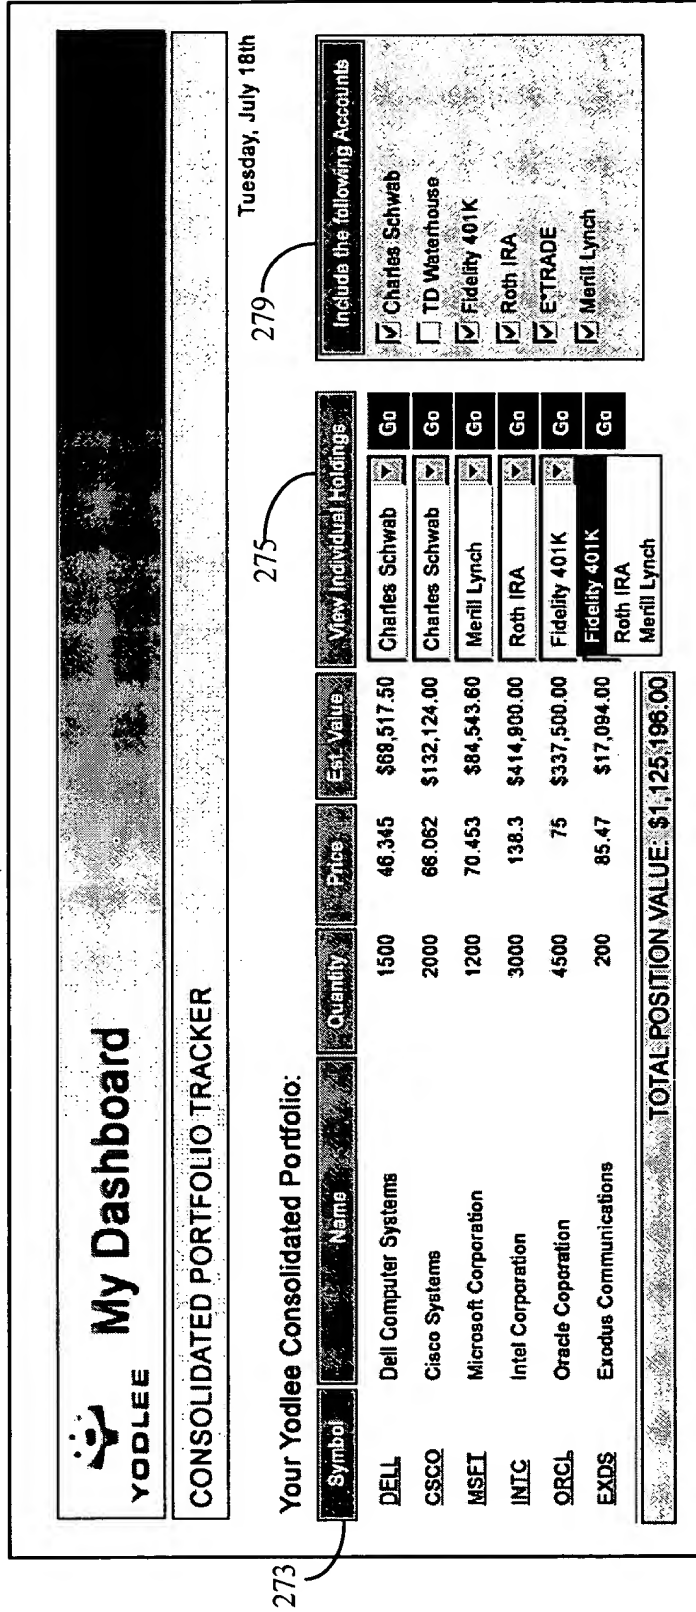 YODLEE My Dashboard
CONSOLIDATED PORTFOLIO TRACKER
Tuesday, July 18th
Your Yodlee Consolidated Portfolio:
273 275 279
Symbol Name Quantity Price Est. Value View Individual Holdings Include the following Accounts
DELL Dell Computer Systems 1500 46.345 $69,517.50 Charles Schwab Go
CSCO Cisco Systems 2000 66.062 $132,124.00 Charles Schwab Go
MSFT Microsoft Corporation 1200 70.453 $84,543.60 Merill Lynch Go
INTC Intel Corporation 3000 138.3 $414,900.00 Roth IRA Go
ORCL Oracle Coporation 4500 75 $337,500.00 Fidelity 401K Go
EXDS Exodus Communications 200 85.47 $17,094.00 Fidelity 401K Go
Roth IRA
Merill Lynch
TOTAL POSITION VALUE: $1,125,196.00
Charles Schwab
TD Waterhouse
Fidelity 401K
Roth IRA
E*TRADE
Merill Lynch